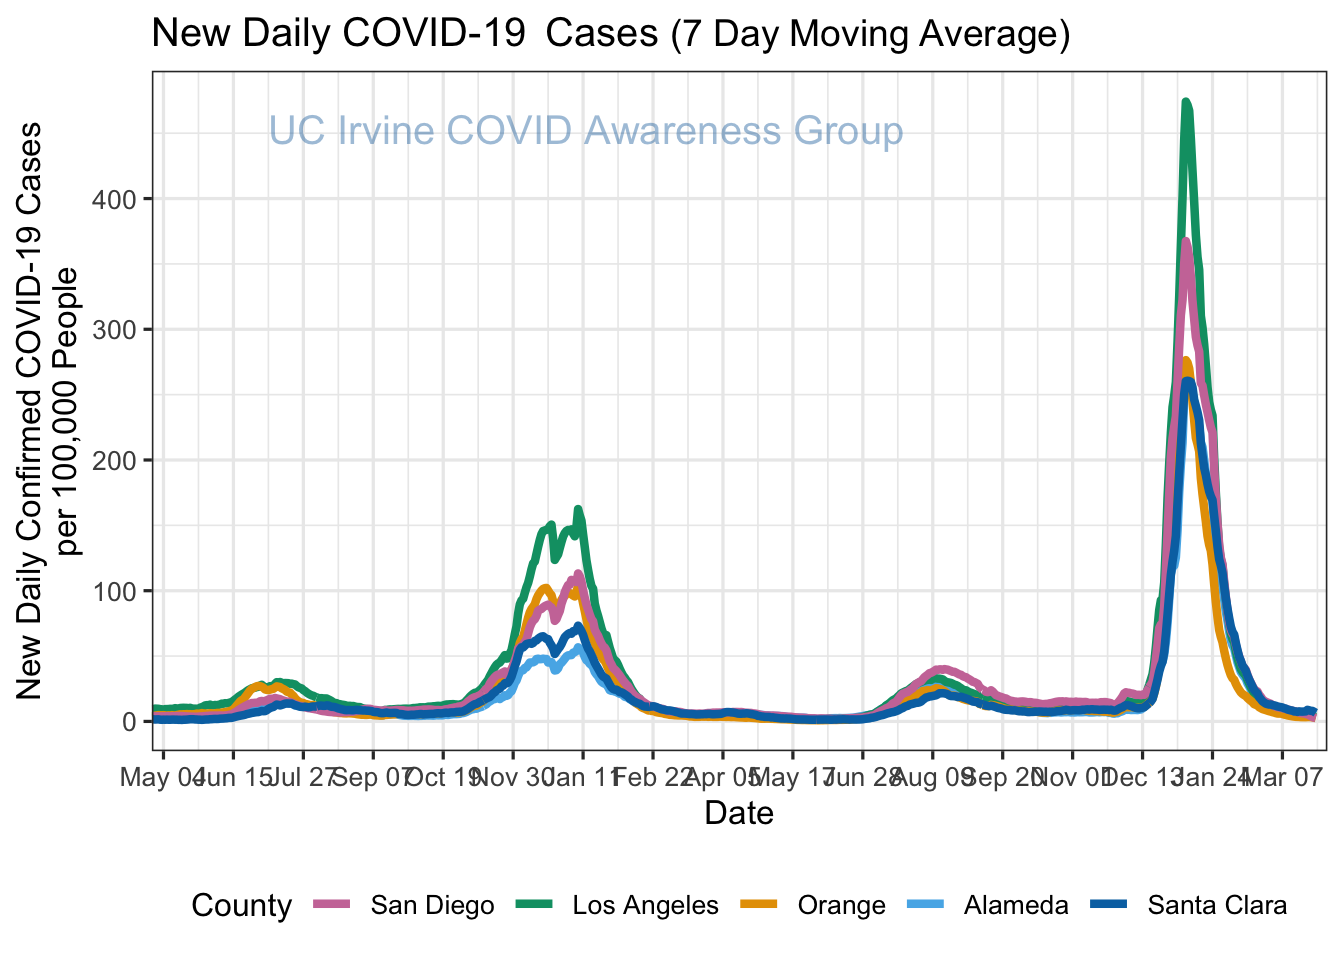 New Daily COVID-19 Cases (7 Day Moving Average)
UC Irvine COVID Awareness Group
New Daily Confirmed COVID-19 Cases
per 100,000 People
400
300
200
100
0
May 04 Jun 15 Jul 27 Sep 07 Oct 19 Nov 30 Jan 11 Feb 22 Apr 05 May 17 Jun 28 Aug 09 Sep 20 Nov 01 Dec 13 Jan 24 Mar 07
Date
County San Diego Los Angeles Orange Alameda Santa Clara